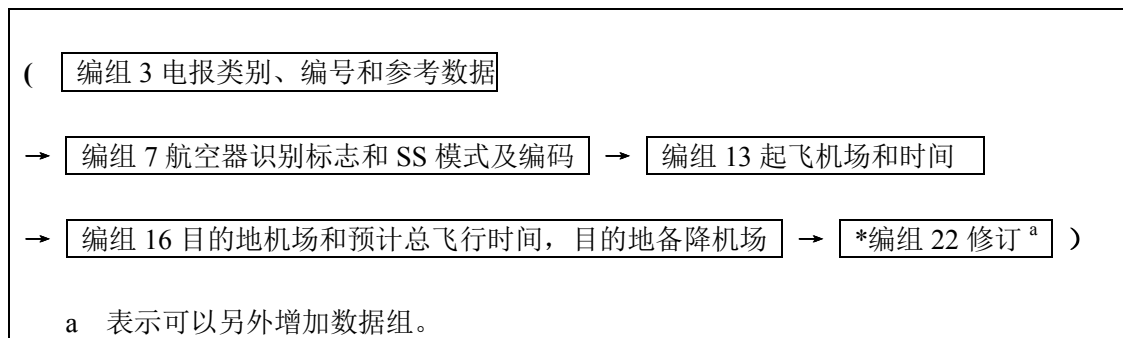 ( 编组 3 电报类别、编号和参考数据
→ 编组 7 航空器识别标志和 SS 模式及编码 → 编组 13 起飞机场和时间
→ 编组 16 目的地机场和预计总飞行时间，目的地备降机场 → *编组 22 修订 a )
a 表示可以另外增加数据组。